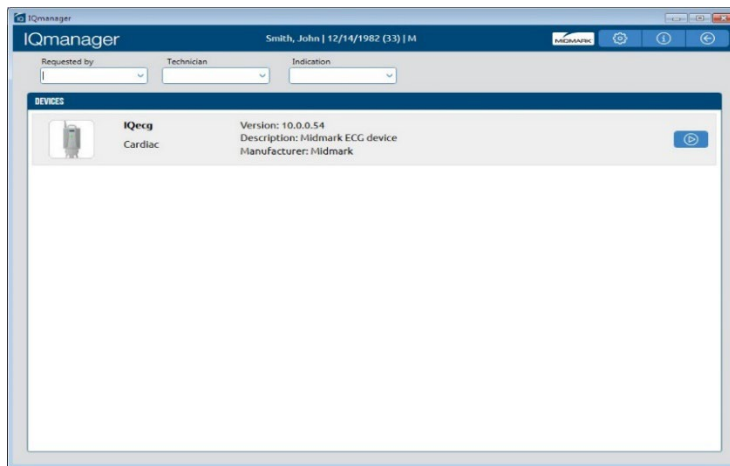 IQmanager
IQmanager
Smith, John | 12/14/1982 (33) | M
MIDMARK
Requested by
Technician
Indication
DEVICES
IQecg
Cardiac
Version: 10.0.0.54
Description: Midmark ECG device
Manufacturer: Midmark